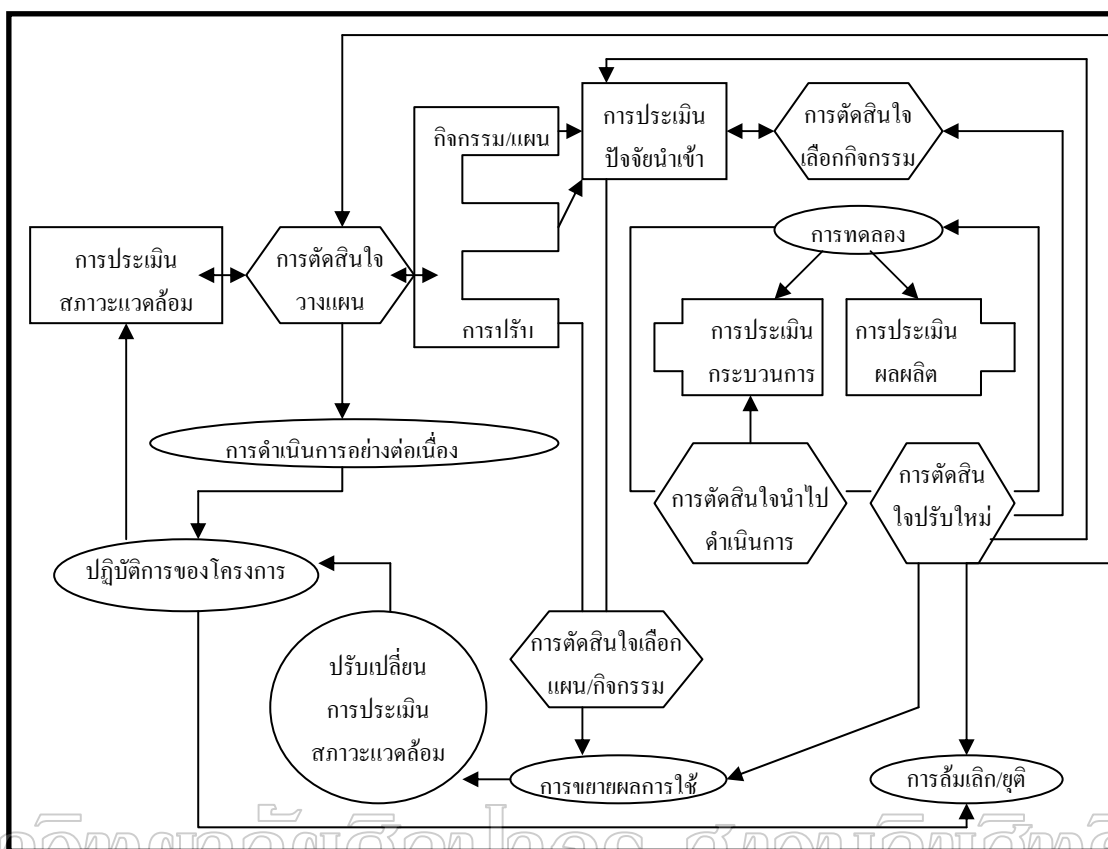 การประเมิน
ปัจจัยนำเข้า
การตัดสินใจ
เลือกกิจกรรม
กิจกรรม/แผน
การทดลอง
การประเมิน
สภาวะแวดล้อม
การตัดสินใจ
วางแผน
การปรับ
การประเมิน
กระบวนการ
การประเมิน
ผลผลิต
การดำเนินการอย่างต่อเนื่อง
การตัดสินใจนำไป
ดำเนินการ
การตัดสิน
ใจปรับใหม่
ปฏิบัติการของโครงการ
การตัดสินใจเลือก
แผน/กิจกรรม
ปรับเปลี่ยน
การประเมิน
สภาวะแวดล้อม
การขยายผลการใช้
การล้มเลิก/ยุติ